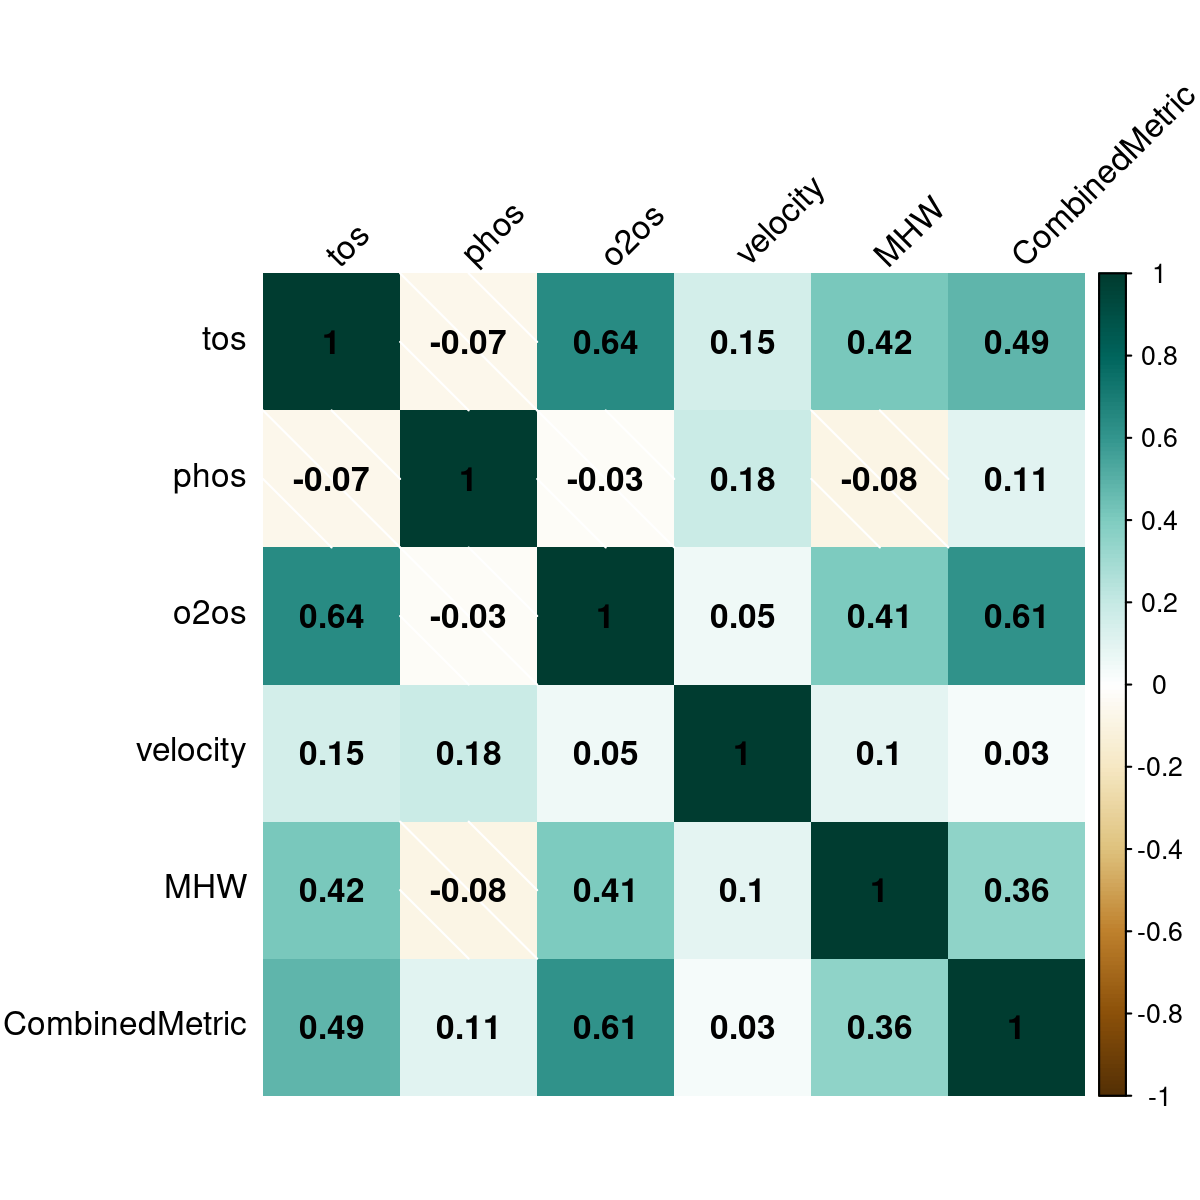 tos phos o2os velocity MHW CombinedMetric
tos 1 -0.07 0.64 0.15 0.42 0.49
phos -0.07 1 -0.03 0.18 -0.08 0.11
o2os 0.64 -0.03 1 0.05 0.41 0.61
velocity 0.15 0.18 0.05 1 0.1 0.03
MHW 0.42 -0.08 0.41 0.1 1 0.36
CombinedMetric 0.49 0.11 0.61 0.03 0.36 1
1
0.8
0.6
0.4
0.2
0
-0.2
-0.4
-0.6
-0.8
-1